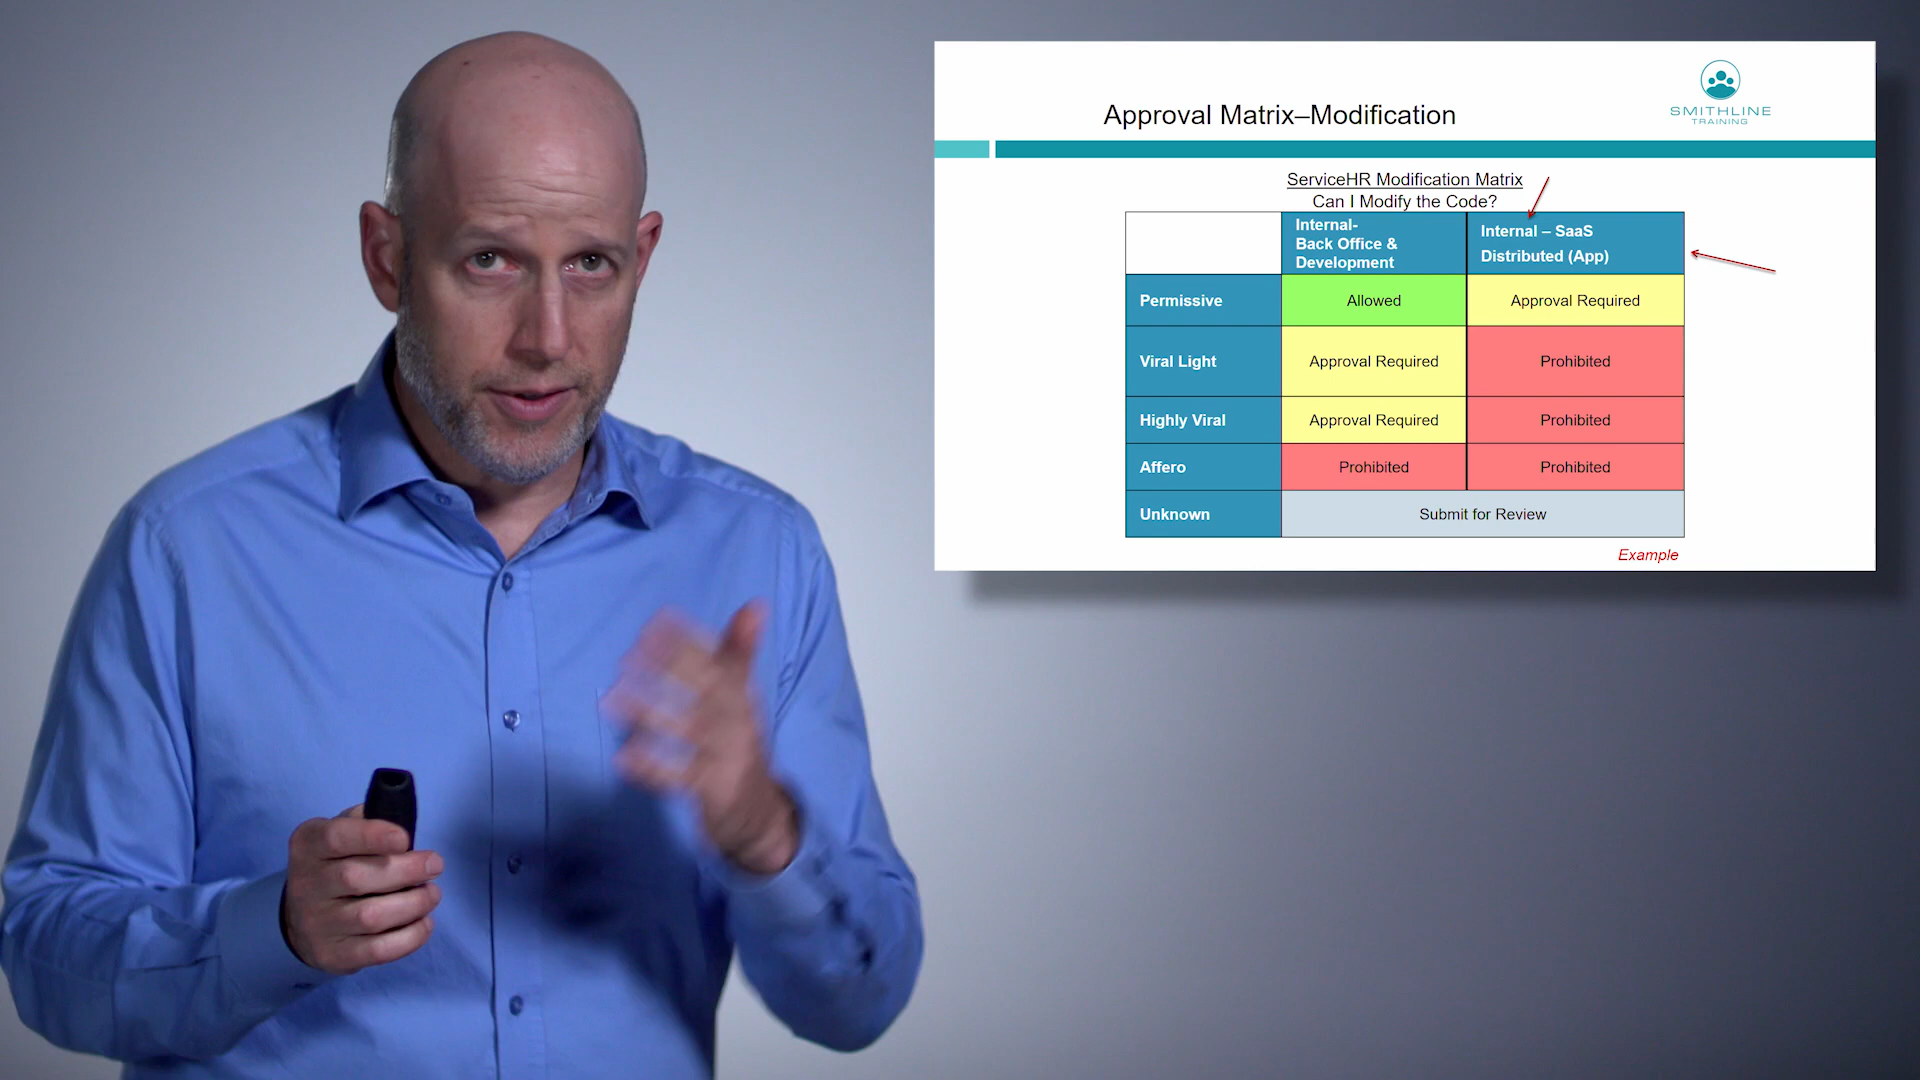 SMITHLINE
TRAINING
Approval Matrix–Modification
ServiceHR Modification Matrix
Can I Modify the Code?
Internal-
Back Office &
Development
Internal – SaaS
Distributed (App)
Permissive
Allowed
Approval Required
Viral Light
Approval Required
Prohibited
Highly Viral
Approval Required
Prohibited
Affero
Prohibited
Prohibited
Unknown
Submit for Review
Example